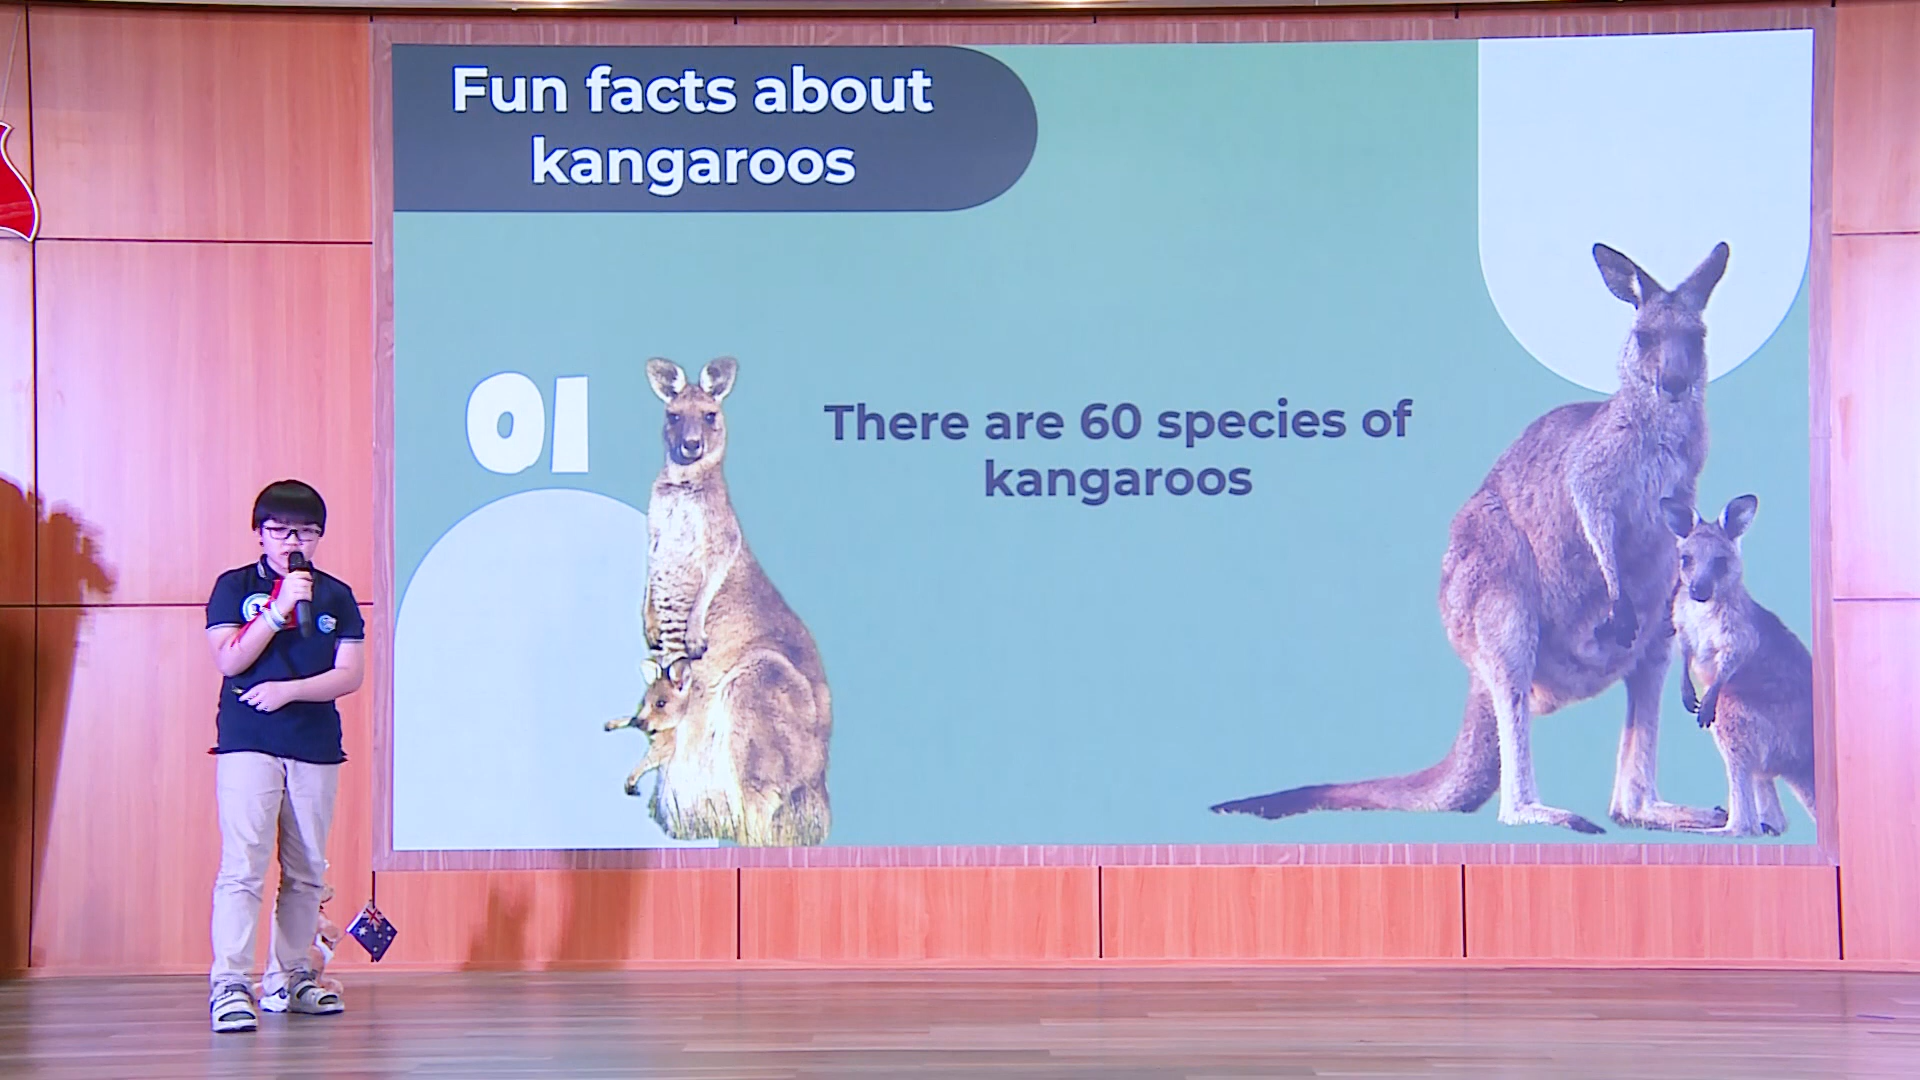 Fun facts about
kangaroos
01
There are 60 species of
kangaroos